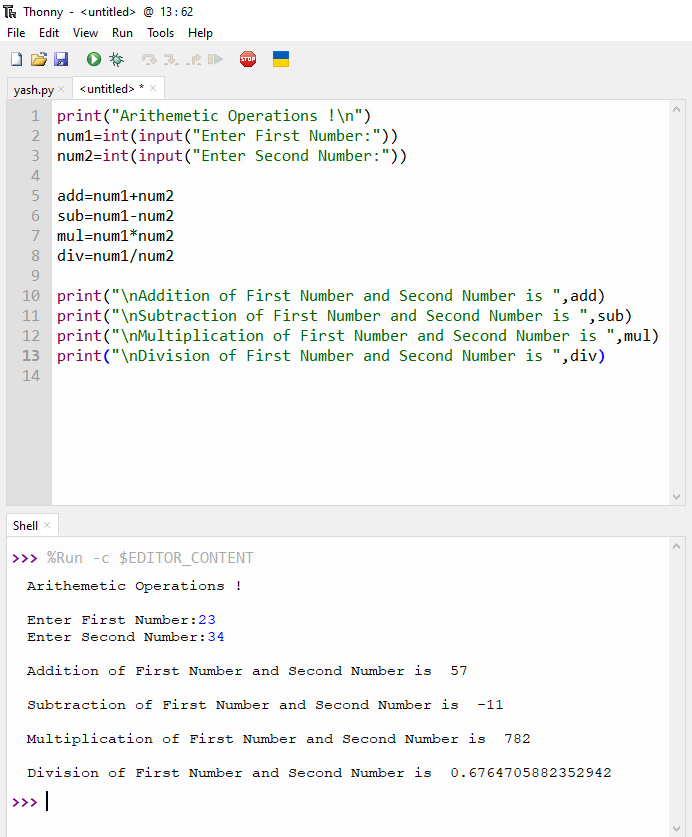 Thonny - <untitled> @ 13:62
File Edit View Run Tools Help
STOP
yash.py × <untitled> * ×
1 print("Arithemetic Operations !\n")
2 num1=int(input("Enter First Number:"))
3 num2=int(input("Enter Second Number:"))
4
5 add=num1+num2
6 sub=num1-num2
7 mul=num1*num2
8 div=num1/num2
9
10 print("\nAddition of First Number and Second Number is ",add)
11 print("\nSubtraction of First Number and Second Number is ",sub)
12 print("\nMultiplication of First Number and Second Number is ",mul)
13 print("\nDivision of First Number and Second Number is ",div)
14
Shell ×
>>> %Run -c $EDITOR_CONTENT
Arithemetic Operations !
Enter First Number:23
Enter Second Number:34
Addition of First Number and Second Number is  57
Subtraction of First Number and Second Number is  -11
Multiplication of First Number and Second Number is  782
Division of First Number and Second Number is  0.6764705882352942
>>>